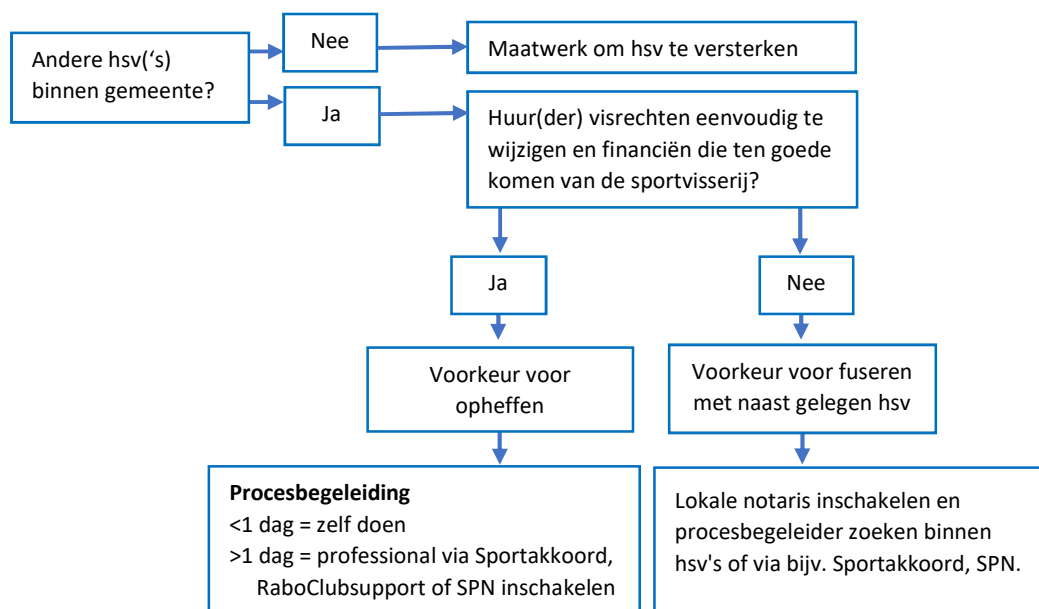 Andere hsv(‘s)
binnen gemeente?
Nee
Maatwerk om hsv te versterken
Ja
Huur(der) visrechten eenvoudig te
wijzigen en financiën die ten goede
komen van de sportvisserij?
Ja
Nee
Voorkeur voor
opheffen
Voorkeur voor fuseren
met naast gelegen hsv
Procesbegeleiding
<1 dag = zelf doen
>1 dag = professional via Sportakkoord,
RaboClubsupport of SPN inschakelen
Lokale notaris inschakelen en
procesbegeleider zoeken binnen
hsv's of via bijv. Sportakkoord, SPN.